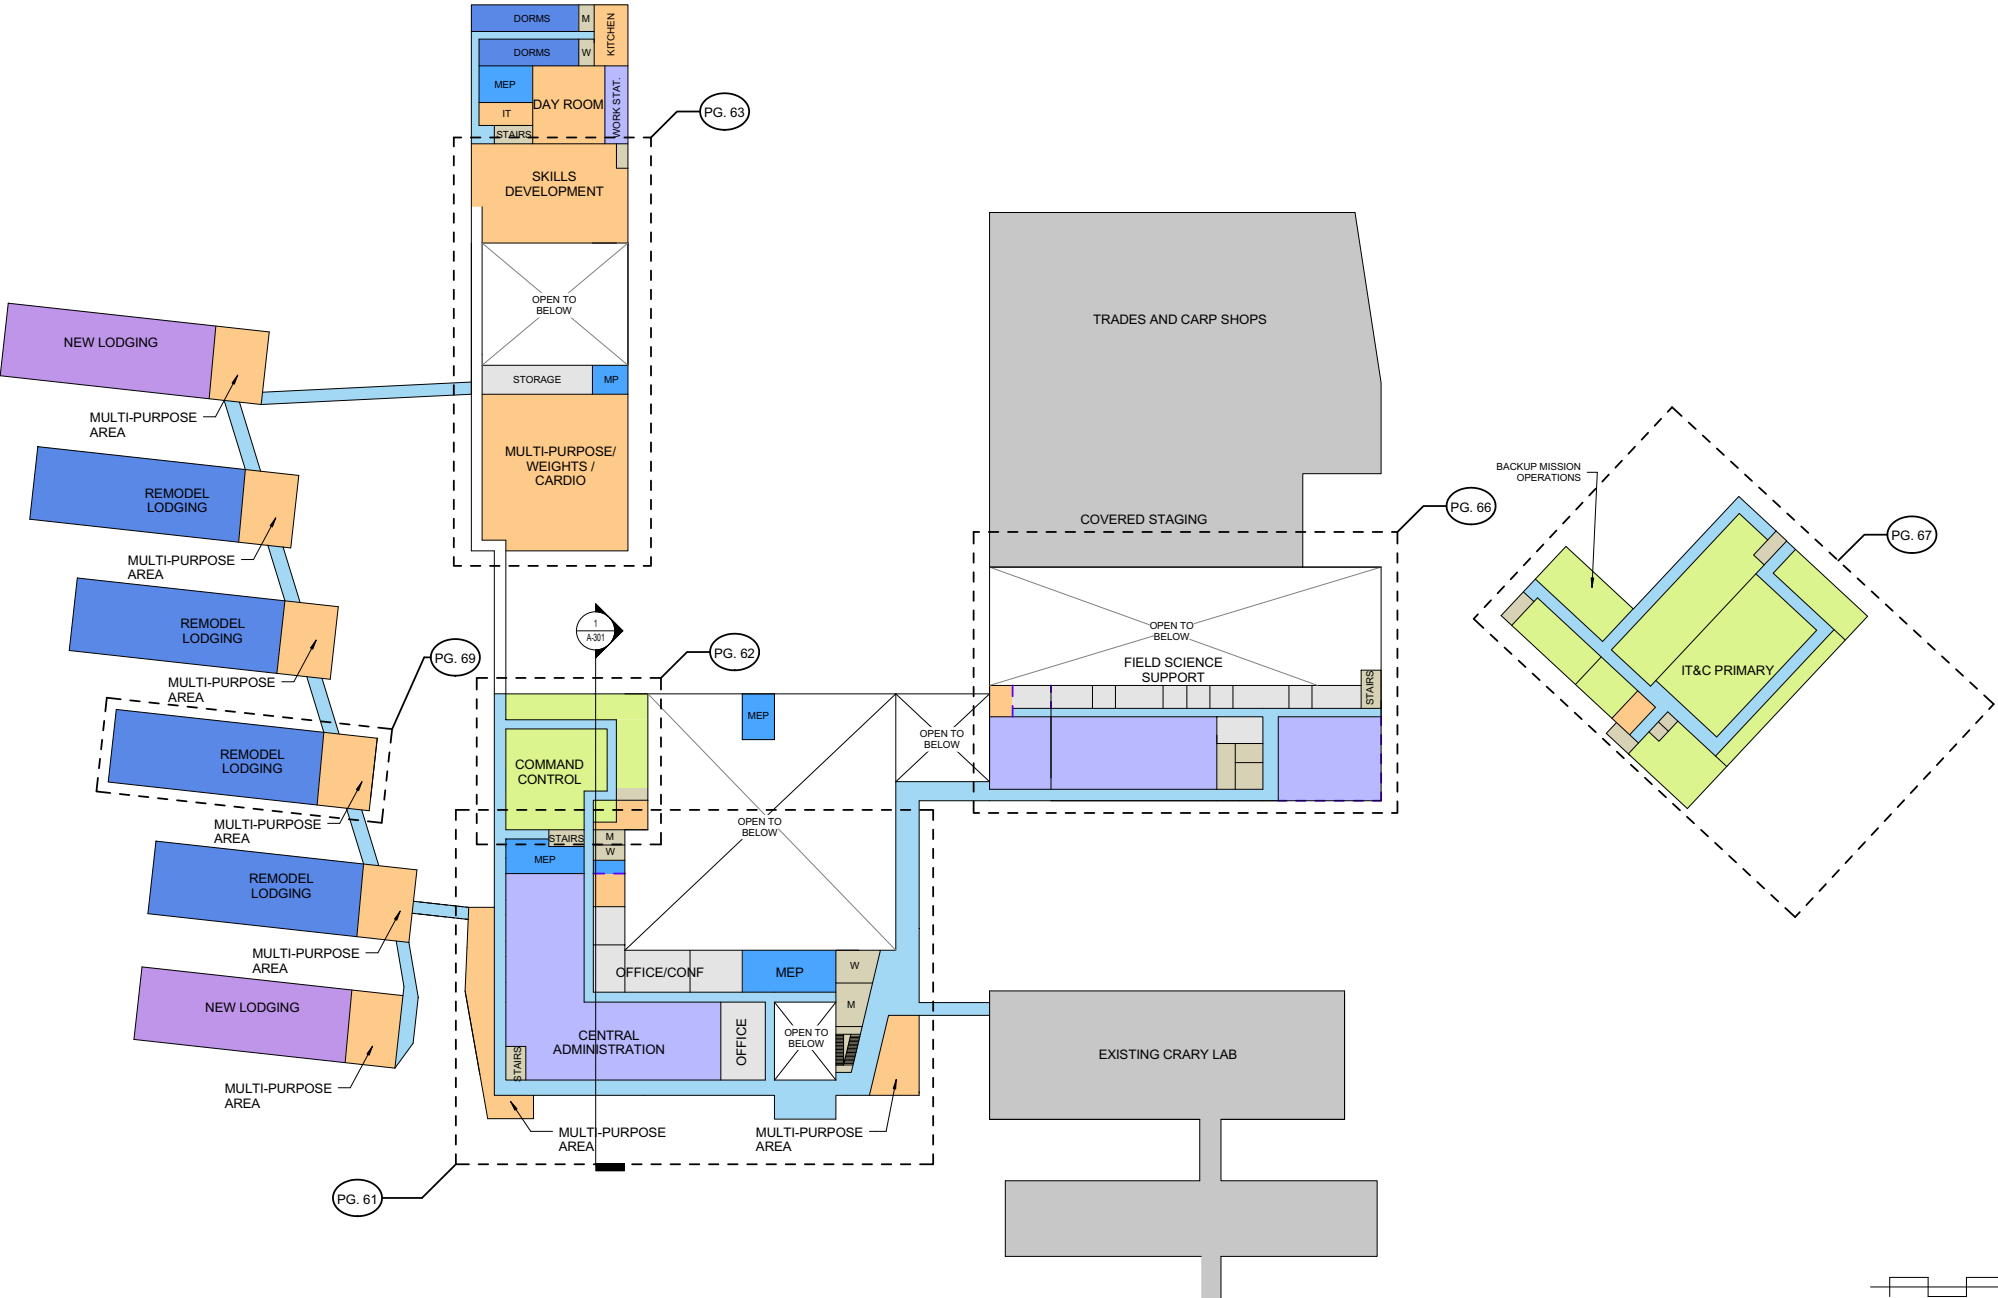 DORMS
M
KITCHEN
DORMS
W
MEP
DAY ROOM
WORK STAT.
IT
STAIRS
PG. 63
SKILLS
DEVELOPMENT
OPEN TO
BELOW
STORAGE
MP
MULTI-PURPOSE/
WEIGHTS /
CARDIO
NEW LODGING
MULTI-PURPOSE
AREA
REMODEL
LODGING
MULTI-PURPOSE
AREA
REMODEL
LODGING
MULTI-PURPOSE
AREA
PG. 69
REMODEL
LODGING
MULTI-PURPOSE
AREA
REMODEL
LODGING
MULTI-PURPOSE
AREA
NEW LODGING
MULTI-PURPOSE
AREA
1
A-301
PG. 62
COMMAND
CONTROL
STAIRS
M
W
MEP
MEP
OPEN TO
BELOW
OPEN TO
BELOW
OFFICE/CONF
MEP
W
M
CENTRAL
ADMINISTRATION
OFFICE
OPEN TO
BELOW
STAIRS
MULTI-PURPOSE
AREA
MULTI-PURPOSE
AREA
PG. 61
TRADES AND CARP SHOPS
COVERED STAGING
PG. 66
OPEN TO
BELOW
FIELD SCIENCE
SUPPORT
STAIRS
EXISTING CRARY LAB
BACKUP MISSION
OPERATIONS
PG. 67
IT&C PRIMARY